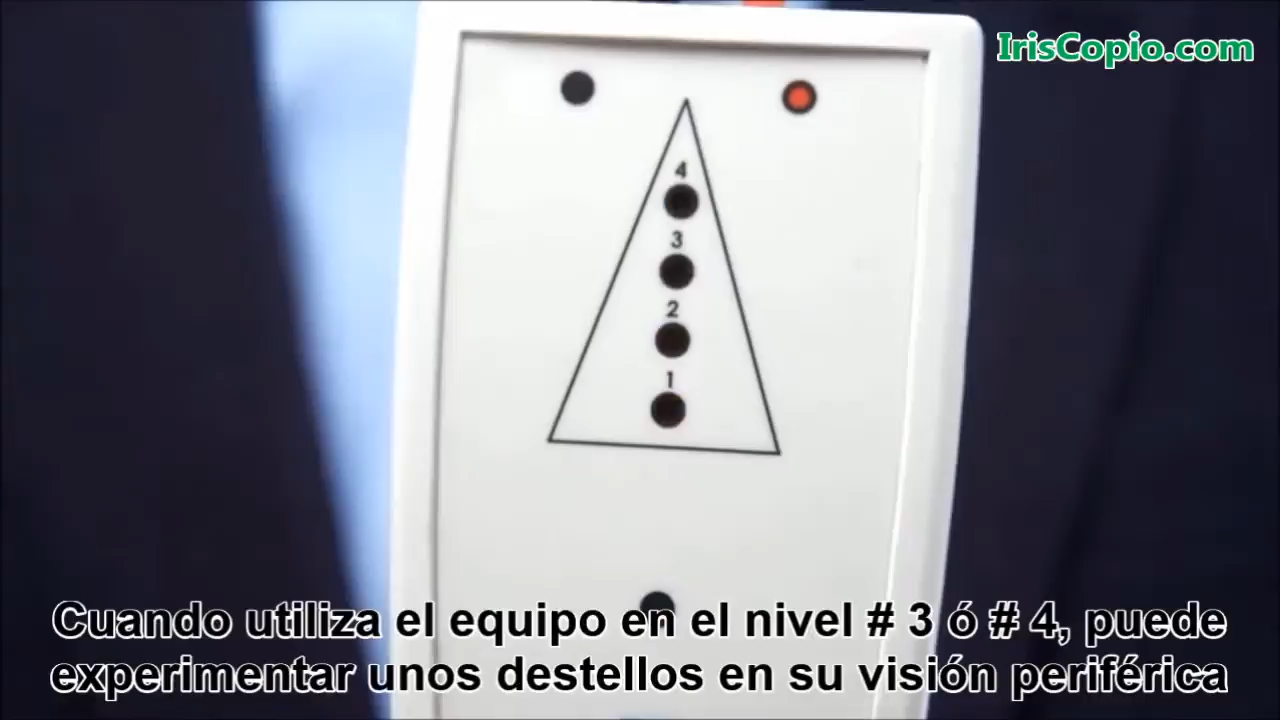 IrisCopio.com
4
3
2
1
Cuando utiliza el equipo en el nivel # 3 ó # 4, puede
experimentar unos destellos en su visión periférica